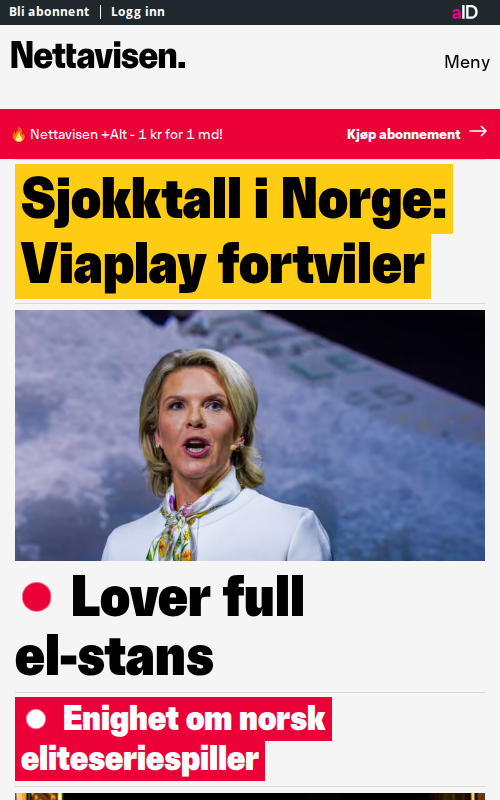 Bli abonnent | Logg inn
aID
Nettavisen.
Meny
🔥 Nettavisen +Alt - 1 kr for 1 md!
Kjøp abonnement →
Sjokktall i Norge:
Viaplay fortviler
Lover full
el-stans
Enighet om norsk
eliteseriespiller